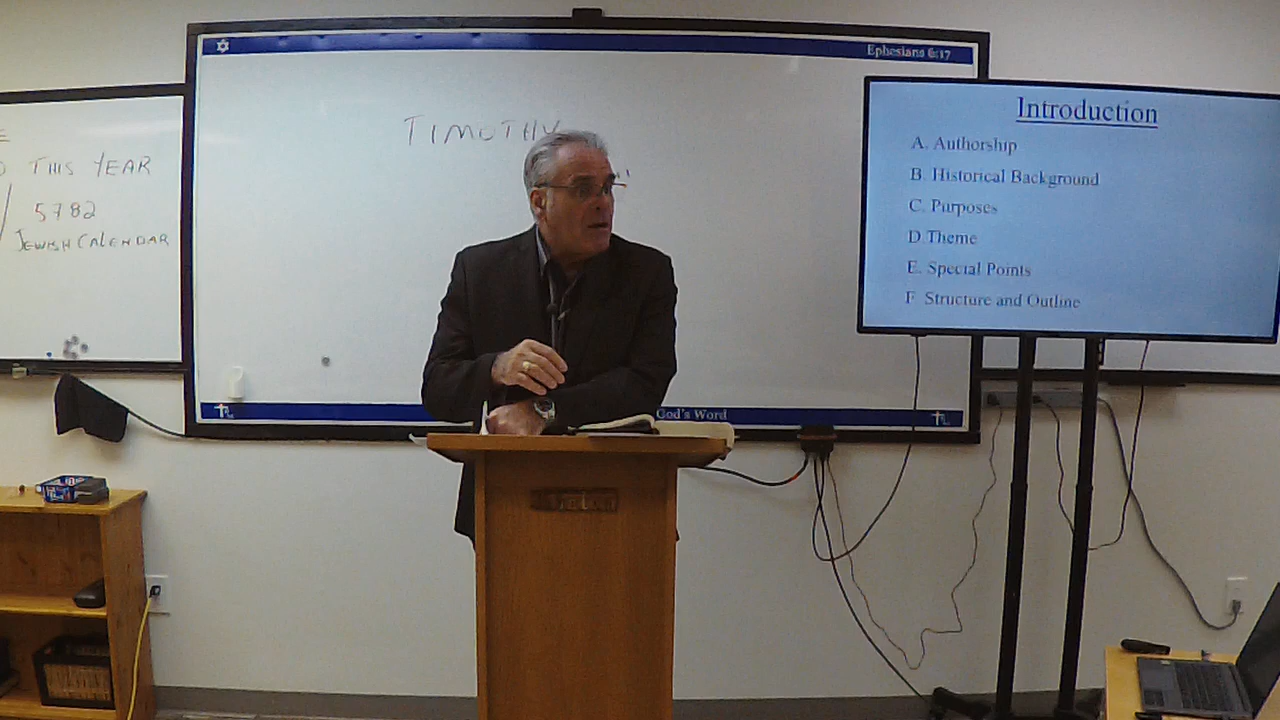 THIS YEAR
5782
JEWISH CALENDAR
Ephesians 6:17
TIMOTHY
God's Word
Introduction
A. Authorship
B. Historical Background
C. Purposes
D Theme
E. Special Points
F Structure and Outline